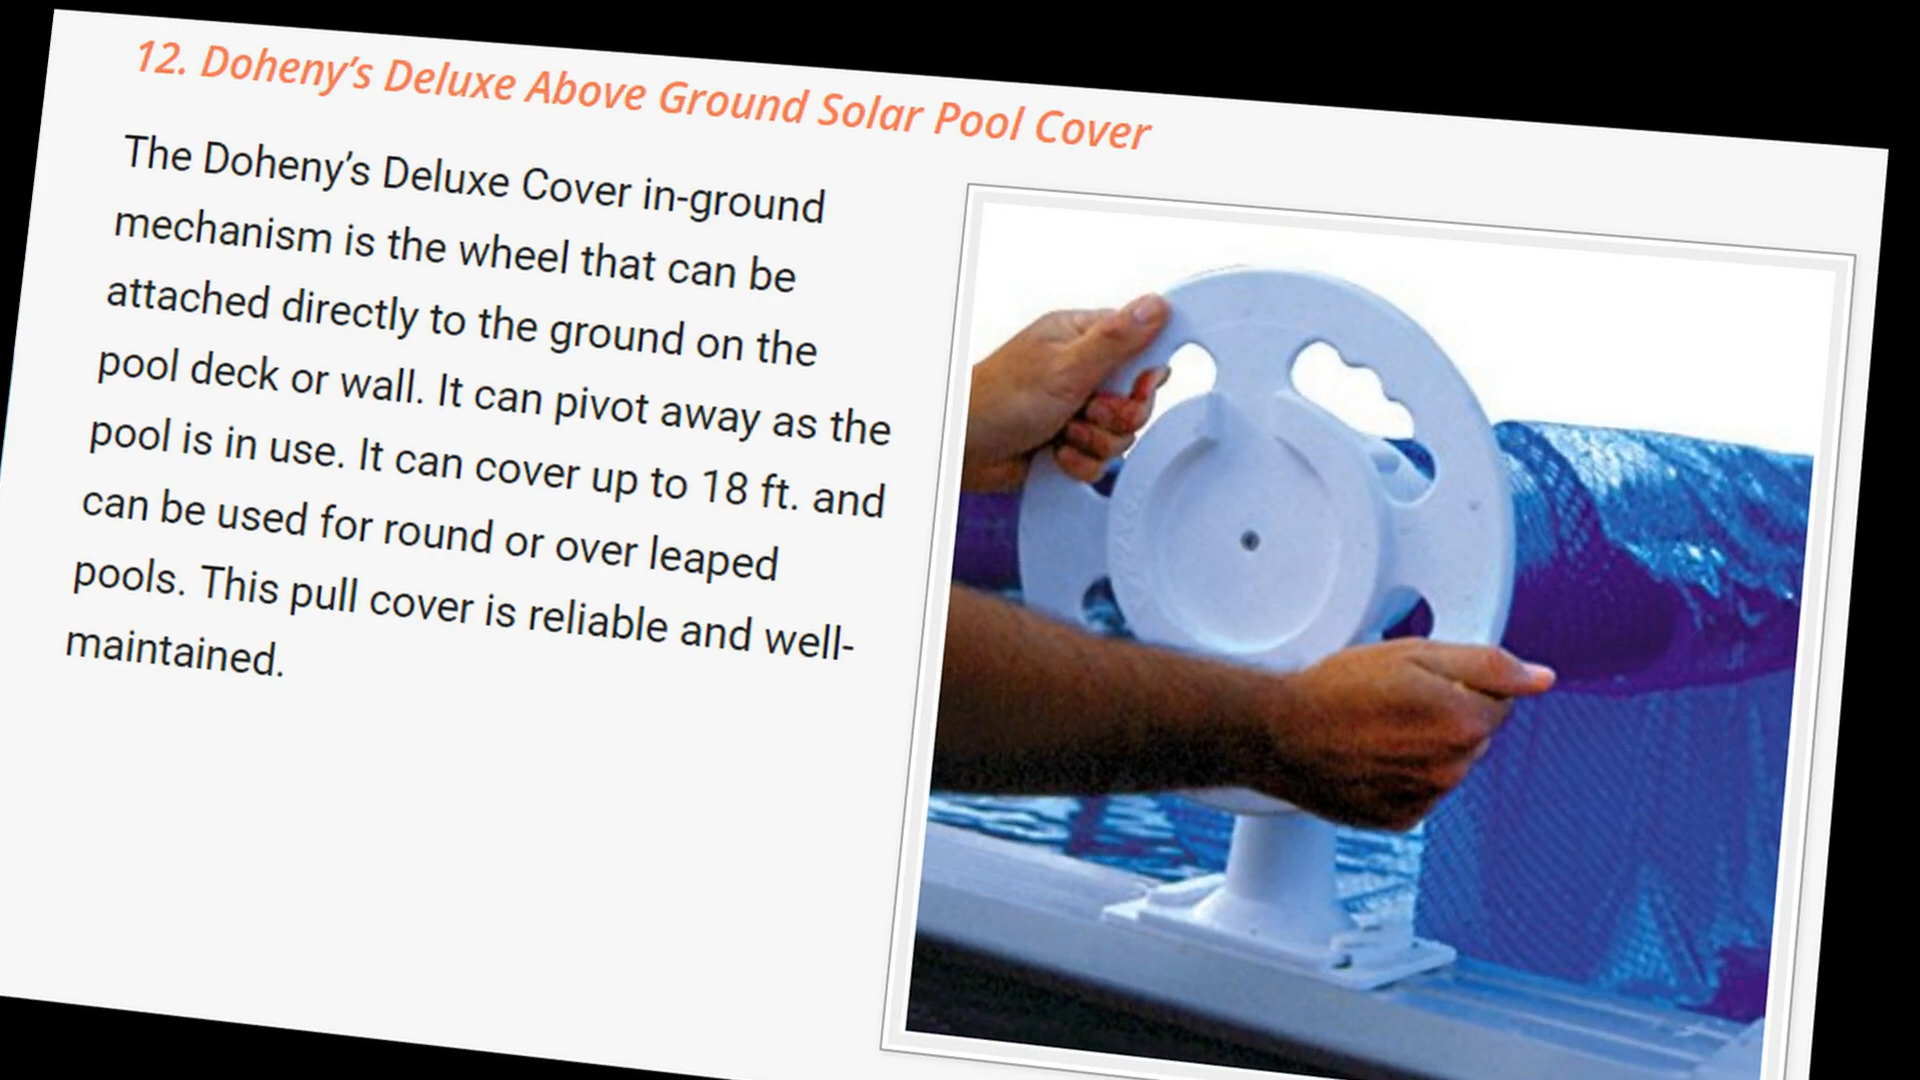 12. Doheny’s Deluxe Above Ground Solar Pool Cover
The Doheny’s Deluxe Cover in-ground
mechanism is the wheel that can be
attached directly to the ground on the
pool deck or wall. It can pivot away as the
pool is in use. It can cover up to 18 ft. and
can be used for round or over leaped
pools. This pull cover is reliable and well-
maintained.